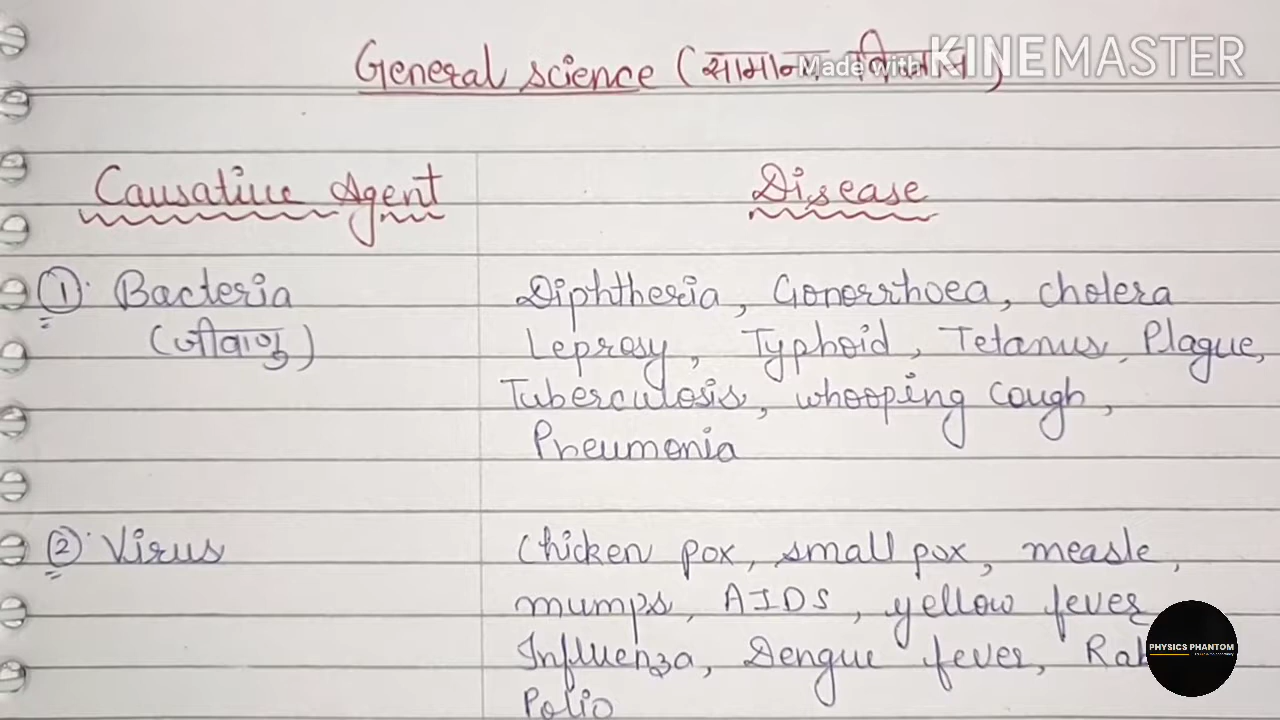 General science (सामान्य विज्ञान)
Made with KINEMASTER
Causative Agent
Disease
① Bacteria
(जीवाणु)
Diphtheria, Gonorrhoea, cholera
Leprosy, Typhoid, Tetanus, Plague,
Tuberculosis, whooping cough,
Pneumonia
② Virus
Chicken pox, small pox, measle,
mumps, AIDS, yellow fever
Influenza, Dengue fever,
Polio
PHYSICS PHANTOM